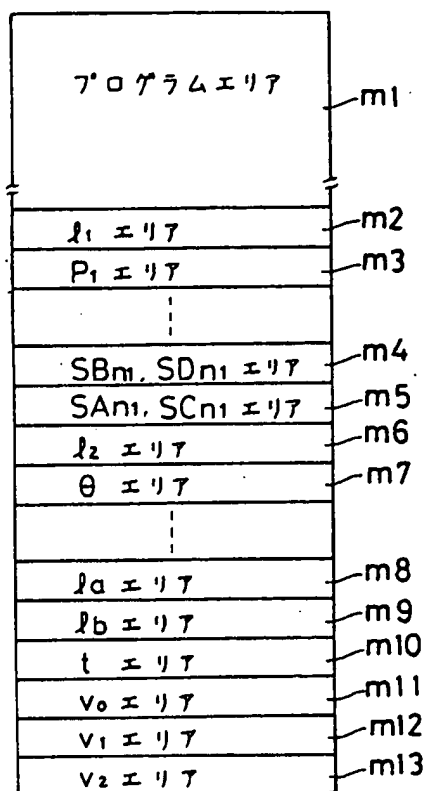 プログラムエリア m1
l1 エリア m2
P1 エリア m3
SBn1, SDn1 エリア m4
SAn1, SCn1 エリア m5
l2 エリア m6
θ エリア m7
la エリア m8
lb エリア m9
t エリア m10
v0 エリア m11
v1 エリア m12
v2 エリア m13